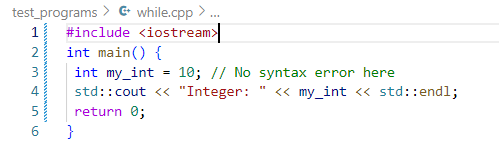 test_programs > while.cpp > ...
1 #include <iostream>
2 int main() {
3 int my_int = 10; // No syntax error here
4 std::cout << "Integer: " << my_int << std::endl;
5 return 0;
6 }